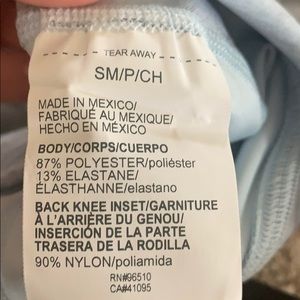 TEAR AWAY
SM/P/CH
MADE IN MEXICO/
FABRIQUÉ AU MEXIQUE/
HECHO EN MÉXICO
BODY/CORPS/CUERPO
87% POLYESTER/poliéster
13% ELASTANE/
ÉLASTHANNE/elastano
BACK KNEE INSET/GARNITURE
À L'ARRIÈRE DU GENOU/
INSERCIÓN DE LA PARTE
TRASERA DE LA RODILLA
90% NYLON/poliamida
RN#96510
CA#41095